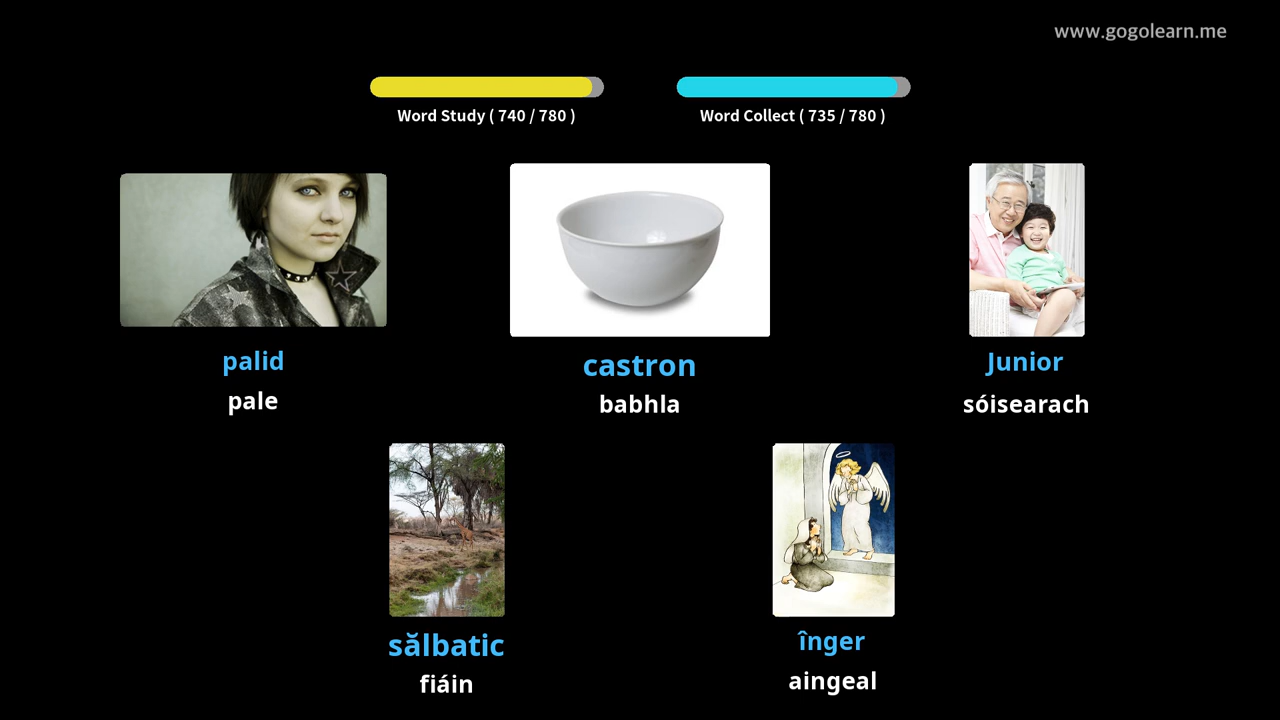 www.gogolearn.me
Word Study ( 740 / 780 )
Word Collect ( 735 / 780 )
palid
pale
castron
babhla
Junior
sóisearach
sălbatic
fiáin
înger
aingeal